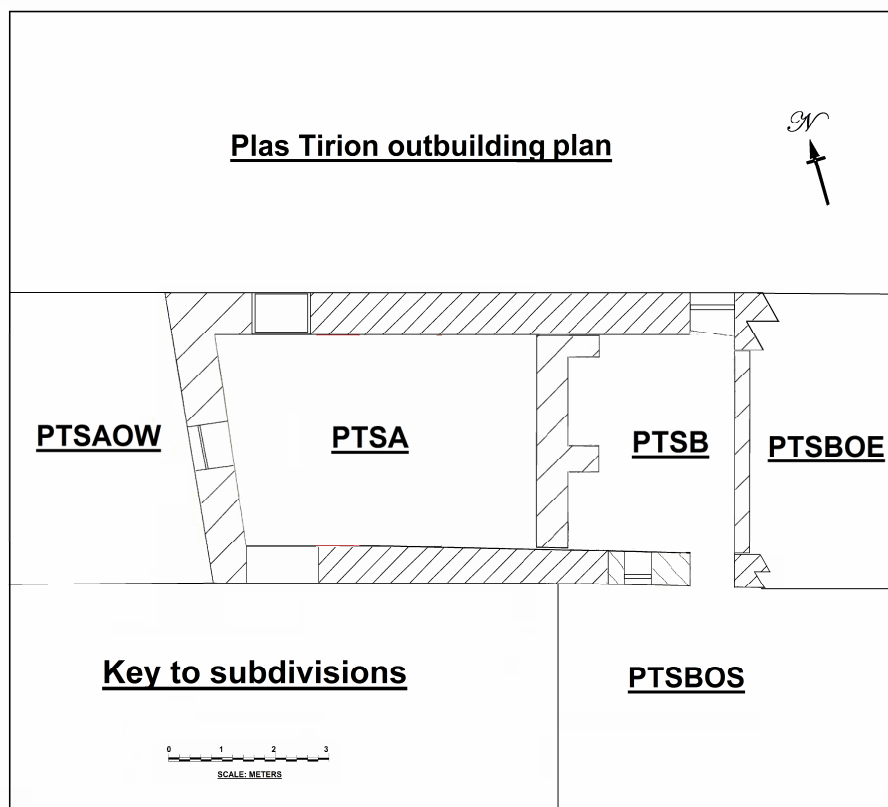 Plas Tirion outbuilding plan
N
PTSAOW
PTSA
PTSB
PTSBOE
Key to subdivisions
PTSBOS
0 1 2 3
SCALE: METERS